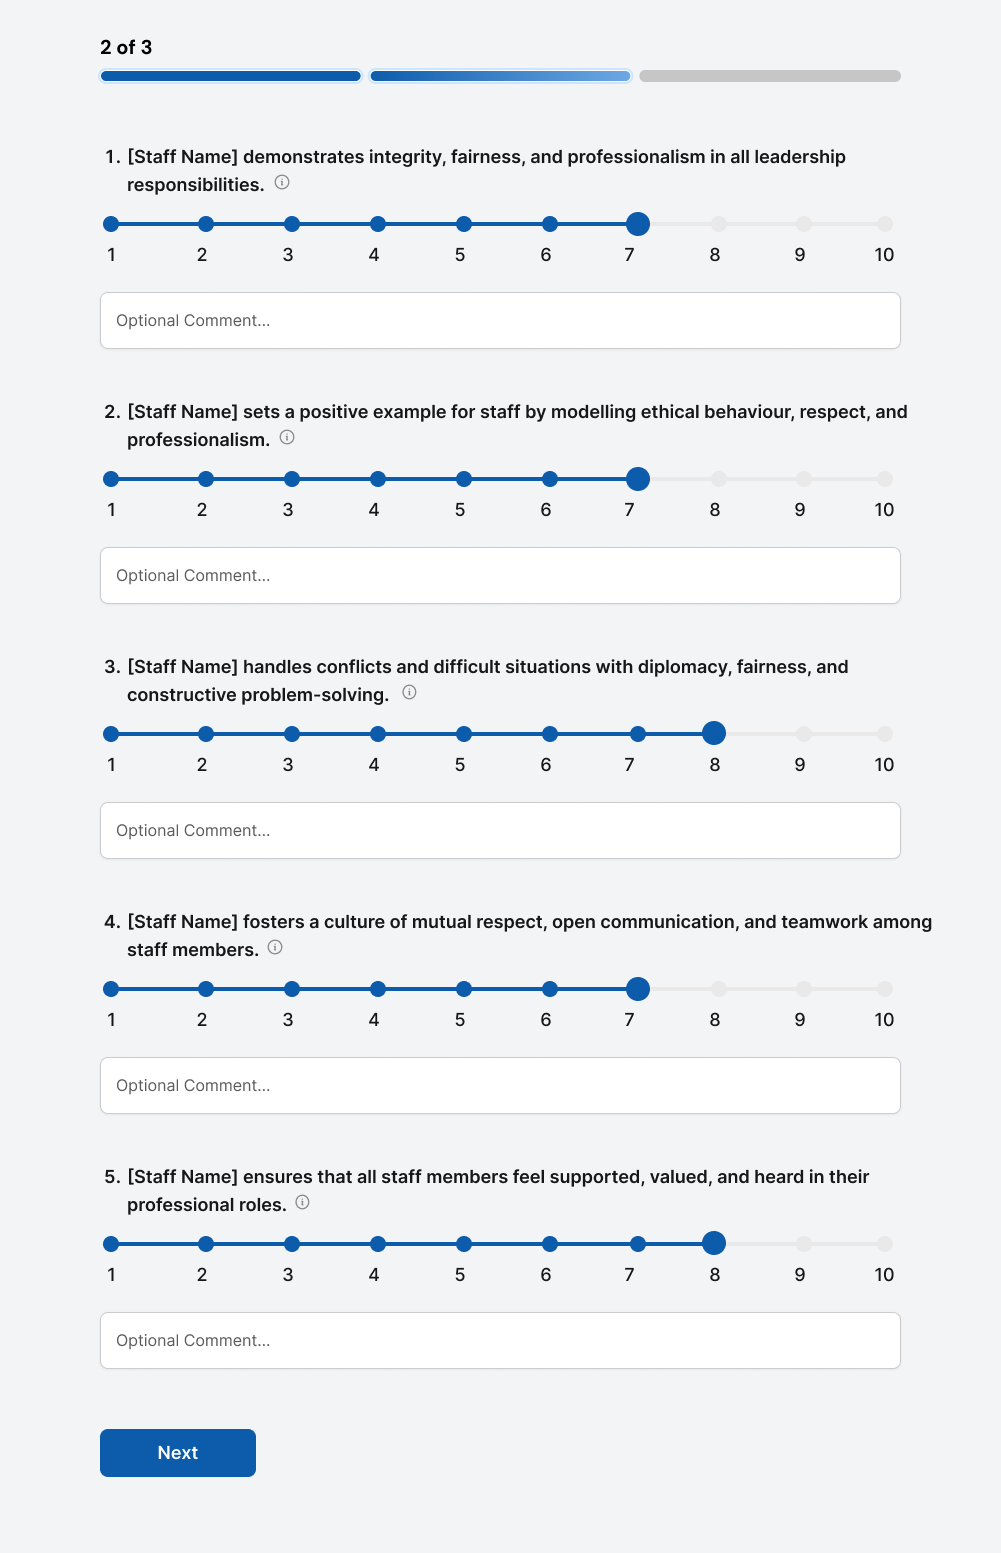 2 of 3
1. [Staff Name] demonstrates integrity, fairness, and professionalism in all leadership
responsibilities.
1 2 3 4 5 6 7 8 9 10
Optional Comment...
2. [Staff Name] sets a positive example for staff by modelling ethical behaviour, respect, and
professionalism.
1 2 3 4 5 6 7 8 9 10
Optional Comment...
3. [Staff Name] handles conflicts and difficult situations with diplomacy, fairness, and
constructive problem-solving.
1 2 3 4 5 6 7 8 9 10
Optional Comment...
4. [Staff Name] fosters a culture of mutual respect, open communication, and teamwork among
staff members.
1 2 3 4 5 6 7 8 9 10
Optional Comment...
5. [Staff Name] ensures that all staff members feel supported, valued, and heard in their
professional roles.
1 2 3 4 5 6 7 8 9 10
Optional Comment...
Next